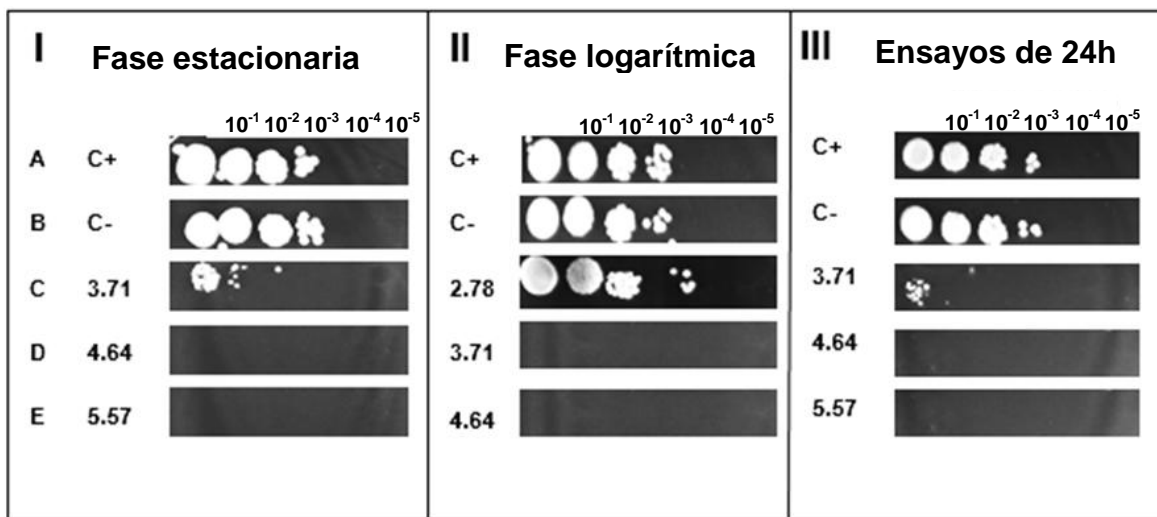 I Fase estacionaria
10⁻¹ 10⁻² 10⁻³ 10⁻⁴ 10⁻⁵
A C+
B C-
C 3.71
D 4.64
E 5.57
II Fase logarítmica
10⁻¹ 10⁻² 10⁻³ 10⁻⁴ 10⁻⁵
C+
C-
2.78
3.71
4.64
III Ensayos de 24h
10⁻¹ 10⁻² 10⁻³ 10⁻⁴ 10⁻⁵
C+
C-
3.71
4.64
5.57